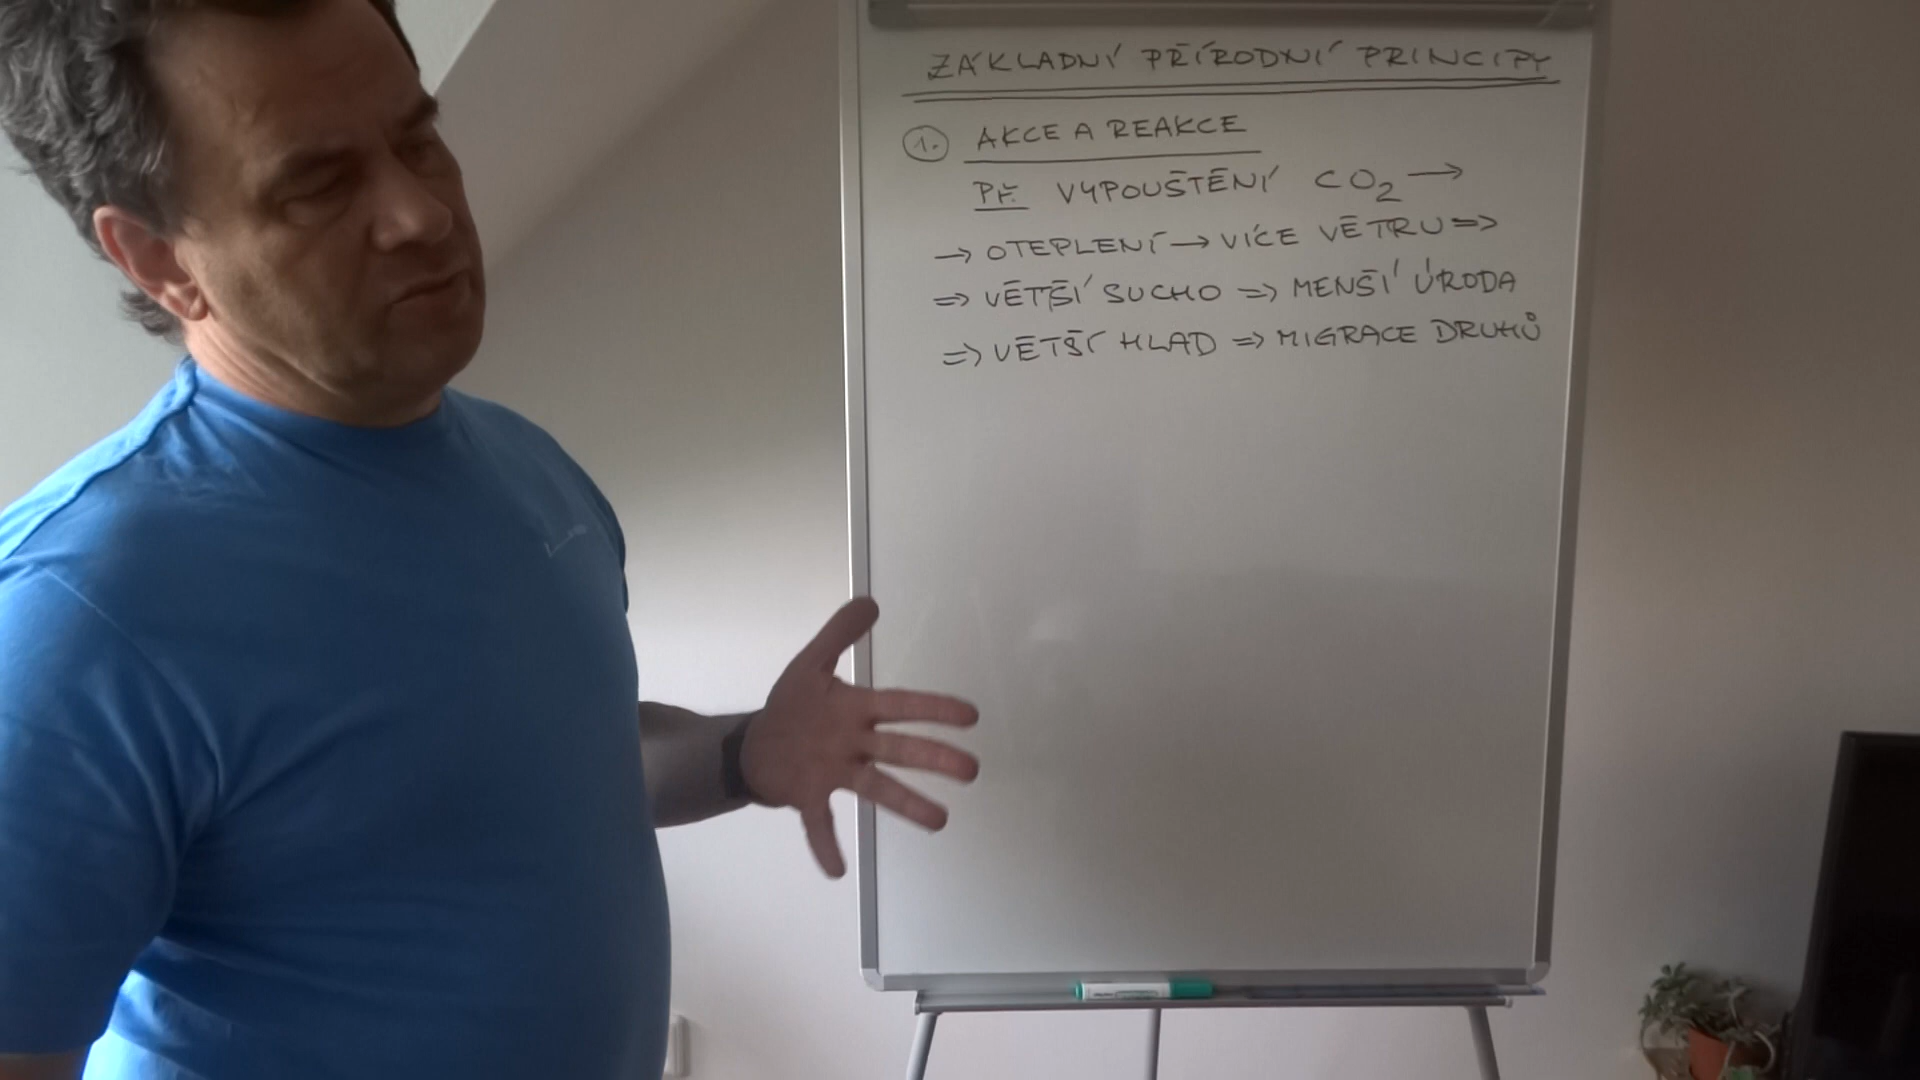 ZÁKLADNÍ PŘÍRODNÍ PRINCIPY
1. AKCE A REAKCE
PŘ. VYPOUŠTĚNÍ CO2 →
→ OTEPLENÍ → VÍCE VĚTRU ⇒
⇒ VĚTŠÍ SUCHO ⇒ MENŠÍ ÚRODA
⇒ VĚTŠÍ HLAD ⇒ MIGRACE DRUHŮ